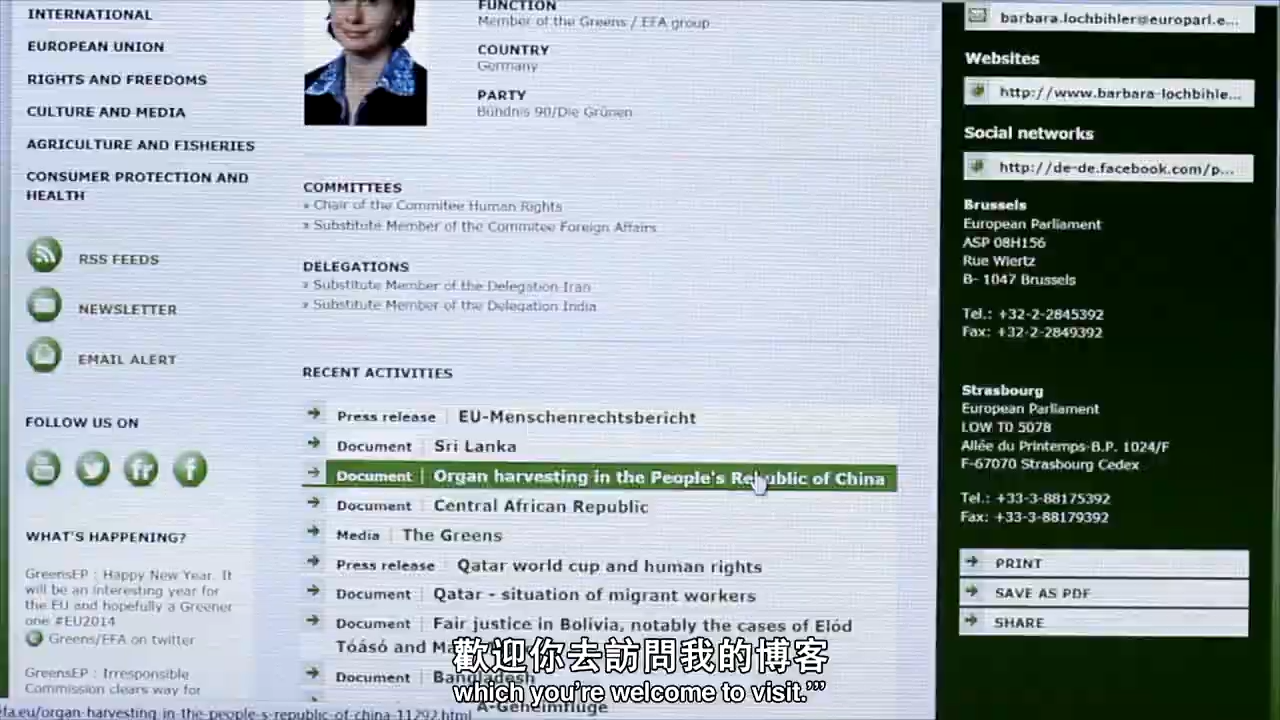 INTERNATIONAL
EUROPEAN UNION
RIGHTS AND FREEDOMS
CULTURE AND MEDIA
AGRICULTURE AND FISHERIES
CONSUMER PROTECTION AND
HEALTH
RSS FEEDS
NEWSLETTER
EMAIL ALERT
FOLLOW US ON
WHAT'S HAPPENING?
GreensEP : Happy New Year. It
will be an interesting year for
the EU and hopefully a Greener
one #EU2014
Greens/EFA on twitter
GreensEP : Irresponsible
Commission clears way for
FUNCTION
Member of the Greens / EFA group
COUNTRY
Germany
PARTY
Bündnis 90/Die Grünen
COMMITTEES
» Chair of the Commitee Human Rights
» Substitute Member of the Commitee Foreign Affairs
DELEGATIONS
» Substitute Member of the Delegation Iran
» Substitute Member of the Delegation India
RECENT ACTIVITIES
Press release | EU-Menschenrechtsbericht
Document | Sri Lanka
Document | Organ harvesting in the People's Republic of China
Document | Central African Republic
Media | The Greens
Press release | Qatar world cup and human rights
Document | Qatar - situation of migrant workers
Document | Fair justice in Bolivia, notably the cases of Elöd
Tóásó and
Document | Bangladesh
A-Geheimflüge
barbara.lochbihler@europarl.e...
Websites
http://www.barbara-lochbihle...
Social networks
http://de-de.facebook.com/p...
Brussels
European Parliament
ASP 08H156
Rue Wiertz
B- 1047 Brussels
Tel.: +32-2-2845392
Fax: +32-2-2849392
Strasbourg
European Parliament
LOW T0 5078
Allée du Printemps-B.P. 1024/F
F-67070 Strasbourg Cedex
Tel.: +33-3-88175392
Fax: +33-3-88179392
PRINT
SAVE AS PDF
SHARE
歡迎你去訪問我的博客
which you're welcome to visit.'”
fa.eu/organ-harvesting-in-the-people-s-republic-of-china-11292.html